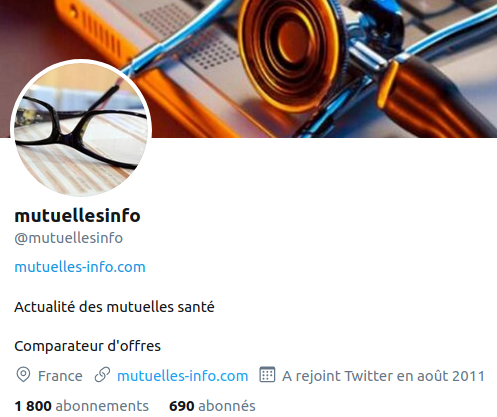 mutuellesinfo
@mutuellesinfo
mutuelles-info.com
Actualité des mutuelles santé
Comparateur d'offres
France mutuelles-info.com A rejoint Twitter en août 2011
1 800 abonnements 690 abonnés